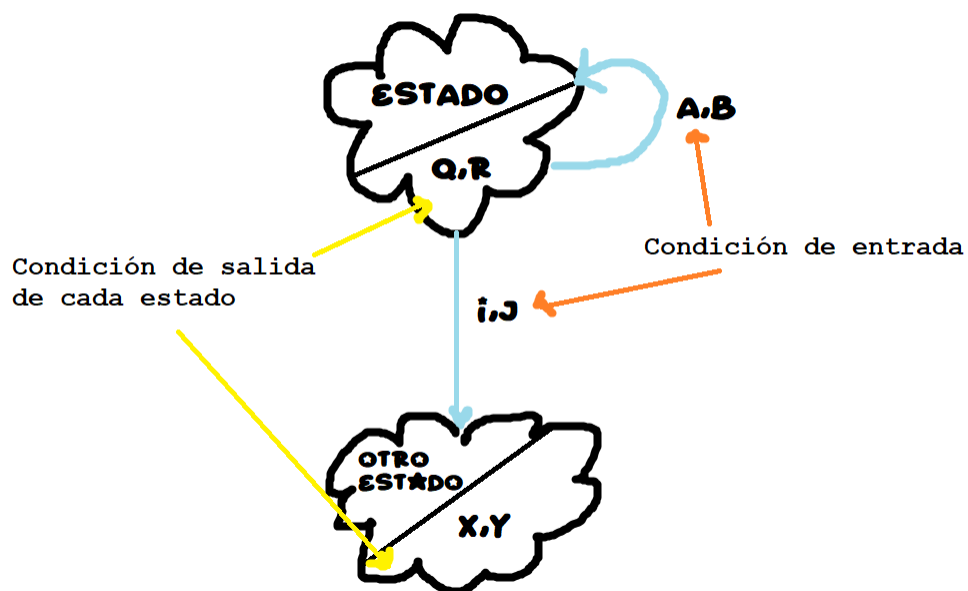 ESTADO
A,B
Q,R
Condición de entrada
Condición de salida
de cada estado
i,J
OTRO
ESTADO
X,Y